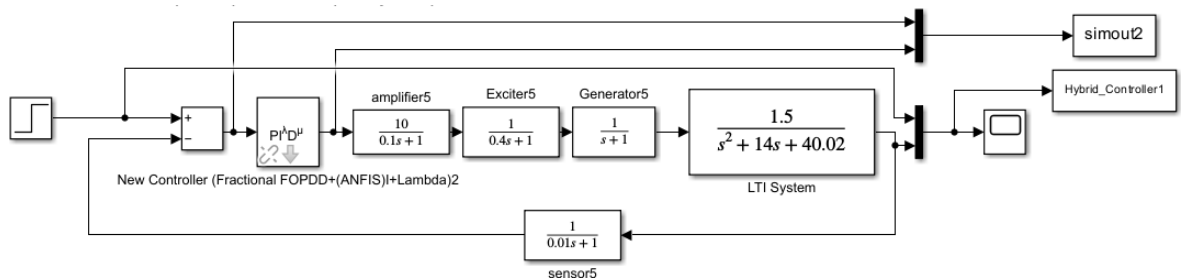 simout2
Hybrid_Controller1
amplifier5
Exciter5
Generator5
+
−
PI^λD^μ
10
0.1s + 1
1
0.4s + 1
1
s + 1
1.5
s² + 14s + 40.02
New Controller (Fractional FOPDD+(ANFIS)I+Lambda)2
LTI System
1
0.01s + 1
sensor5